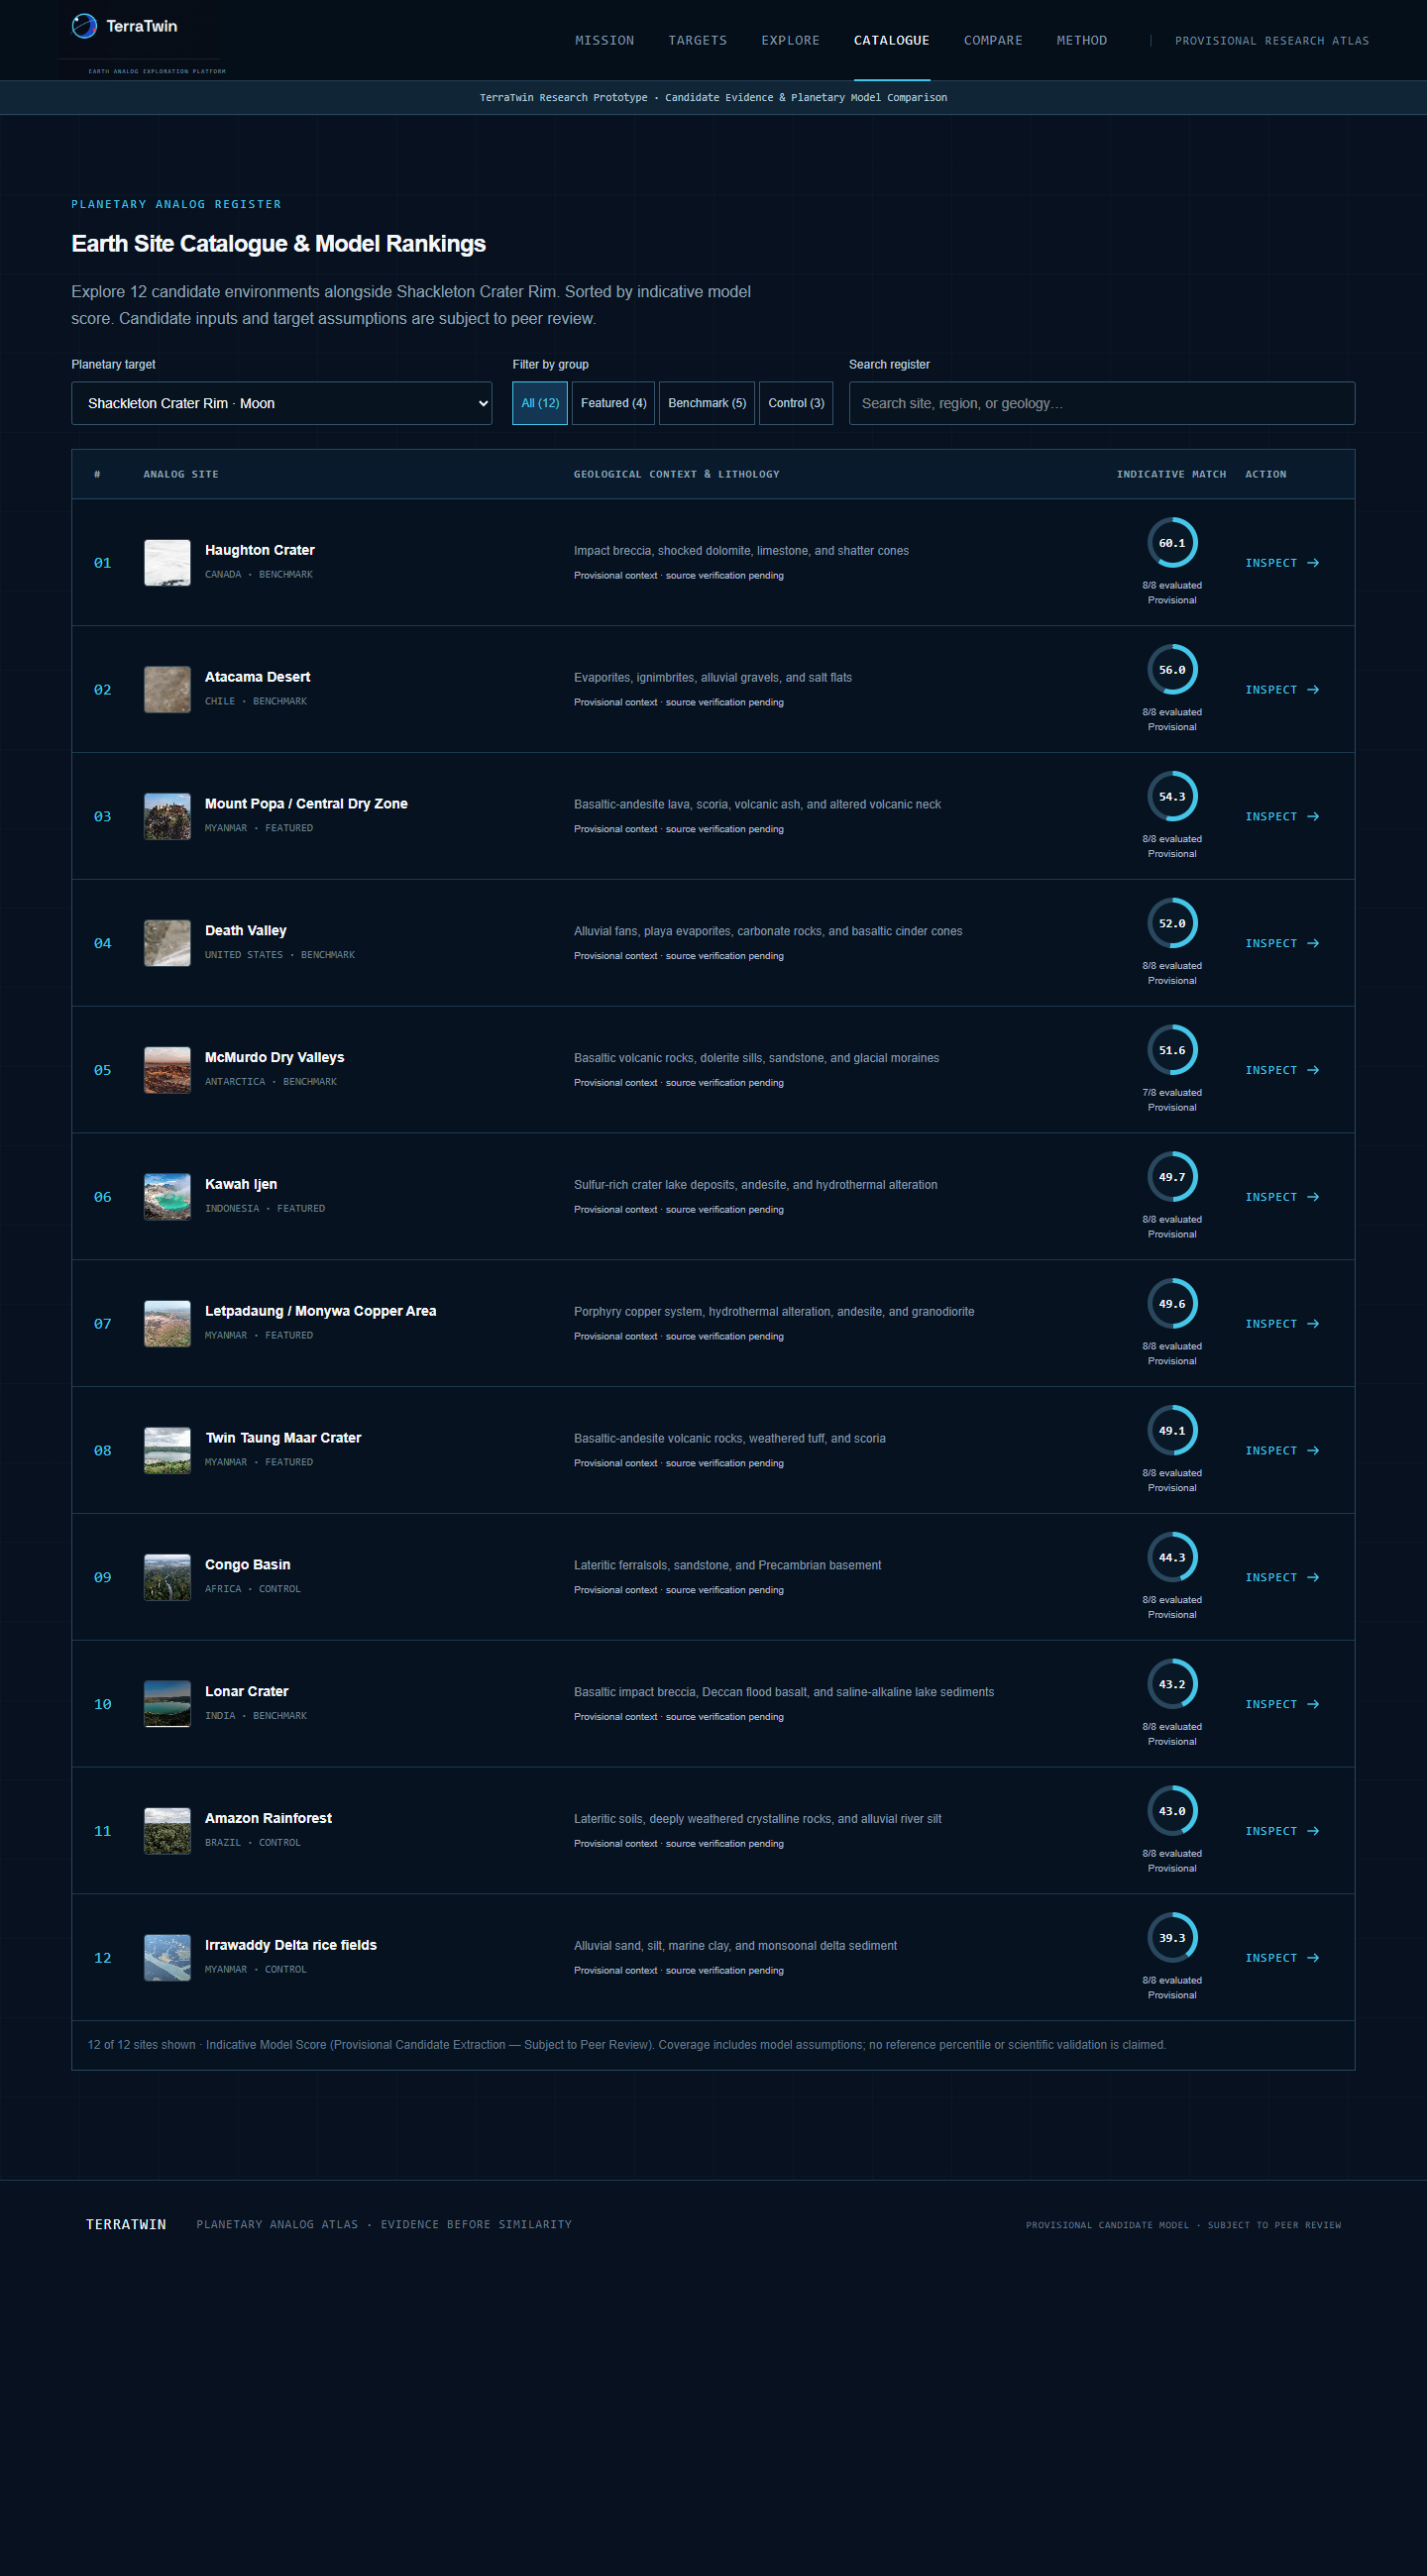 TerraTwin
EARTH ANALOG EXPLORATION PLATFORM
MISSION TARGETS EXPLORE CATALOGUE COMPARE METHOD PROVISIONAL RESEARCH ATLAS
TerraTwin Research Prototype · Candidate Evidence & Planetary Model Comparison
PLANETARY ANALOG REGISTER
Earth Site Catalogue & Model Rankings
Explore 12 candidate environments alongside Shackleton Crater Rim. Sorted by indicative model
score. Candidate inputs and target assumptions are subject to peer review.
Planetary target Filter by group Search register
Shackleton Crater Rim · Moon All (12) Featured (4) Benchmark (5) Control (3) Search site, region, or geology...
# ANALOG SITE GEOLOGICAL CONTEXT & LITHOLOGY INDICATIVE MATCH ACTION
01 Haughton Crater
CANADA · BENCHMARK
Impact breccia, shocked dolomite, limestone, and shatter cones
Provisional context · source verification pending
60.1
8/8 evaluated
Provisional
INSPECT →
02 Atacama Desert
CHILE · BENCHMARK
Evaporites, ignimbrites, alluvial gravels, and salt flats
Provisional context · source verification pending
56.0
8/8 evaluated
Provisional
INSPECT →
03 Mount Popa / Central Dry Zone
MYANMAR · FEATURED
Basaltic-andesite lava, scoria, volcanic ash, and altered volcanic neck
Provisional context · source verification pending
54.3
8/8 evaluated
Provisional
INSPECT →
04 Death Valley
UNITED STATES · BENCHMARK
Alluvial fans, playa evaporites, carbonate rocks, and basaltic cinder cones
Provisional context · source verification pending
52.0
8/8 evaluated
Provisional
INSPECT →
05 McMurdo Dry Valleys
ANTARCTICA · BENCHMARK
Basaltic volcanic rocks, dolerite sills, sandstone, and glacial moraines
Provisional context · source verification pending
51.6
7/8 evaluated
Provisional
INSPECT →
06 Kawah Ijen
INDONESIA · FEATURED
Sulfur-rich crater lake deposits, andesite, and hydrothermal alteration
Provisional context · source verification pending
49.7
8/8 evaluated
Provisional
INSPECT →
07 Letpadaung / Monywa Copper Area
MYANMAR · FEATURED
Porphyry copper system, hydrothermal alteration, andesite, and granodiorite
Provisional context · source verification pending
49.6
8/8 evaluated
Provisional
INSPECT →
08 Twin Taung Maar Crater
MYANMAR · FEATURED
Basaltic-andesite volcanic rocks, weathered tuff, and scoria
Provisional context · source verification pending
49.1
8/8 evaluated
Provisional
INSPECT →
09 Congo Basin
AFRICA · CONTROL
Lateritic ferralsols, sandstone, and Precambrian basement
Provisional context · source verification pending
44.3
8/8 evaluated
Provisional
INSPECT →
10 Lonar Crater
INDIA · BENCHMARK
Basaltic impact breccia, Deccan flood basalt, and saline-alkaline lake sediments
Provisional context · source verification pending
43.2
8/8 evaluated
Provisional
INSPECT →
11 Amazon Rainforest
BRAZIL · CONTROL
Lateritic soils, deeply weathered crystalline rocks, and alluvial river silt
Provisional context · source verification pending
43.0
8/8 evaluated
Provisional
INSPECT →
12 Irrawaddy Delta rice fields
MYANMAR · CONTROL
Alluvial sand, silt, marine clay, and monsoonal delta sediment
Provisional context · source verification pending
39.3
8/8 evaluated
Provisional
INSPECT →
12 of 12 sites shown · Indicative Model Score (Provisional Candidate Extraction — Subject to Peer Review). Coverage includes model assumptions; no reference percentile or scientific validation is claimed.
TERRATWIN PLANETARY ANALOG ATLAS · EVIDENCE BEFORE SIMILARITY PROVISIONAL CANDIDATE MODEL · SUBJECT TO PEER REVIEW